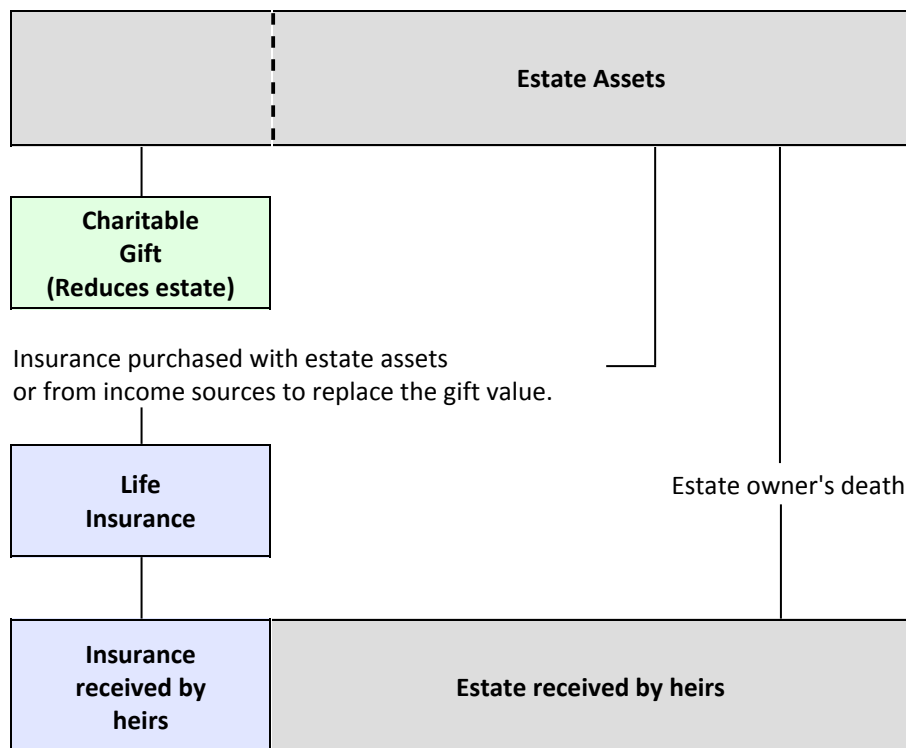 Estate Assets
Charitable
Gift
(Reduces estate)
Insurance purchased with estate assets
or from income sources to replace the gift value.
Life
Insurance
Estate owner's death
Insurance
received by
heirs
Estate received by heirs